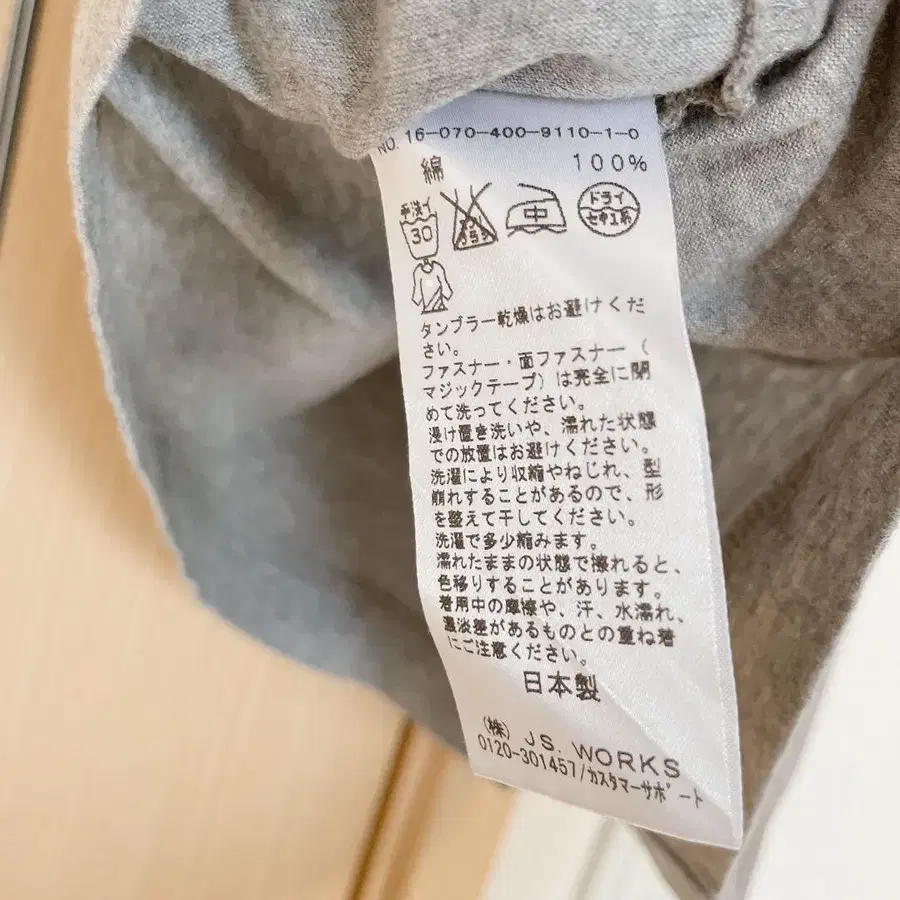 NO. 16-070-400-9110-1-0
綿 100%
手洗イ 30 エンソサラシ 中 ドライ セキユ系
タンブラー乾燥はお避けくだ
さい。
ファスナー・面ファスナー（
マジックテープ）は完全に閉
めて洗ってください。
浸け置き洗いや、濡れた状態
での放置はお避けください。
洗濯により収縮やねじれ、型
崩れすることがあるので、形
を整えて干してください。
洗濯で多少縮みます。
濡れたままの状態で擦れると、
色移りすることがあります。
着用中の摩擦や、汗、水濡れ、
濃淡差があるものとの重ね着
にご注意ください。
日本製
(株) JS. WORKS
0120-301457/カスタマーサポート